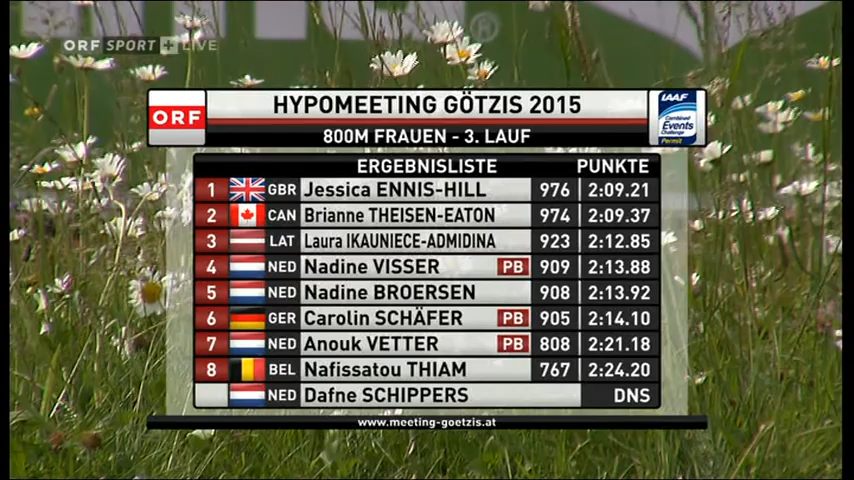 ORF SPORT + LIVE
®
ORF HYPOMEETING GÖTZIS 2015
IAAF Combined Events Challenge Permit
800M FRAUEN - 3. LAUF
ERGEBNISLISTE PUNKTE
1 GBR Jessica ENNIS-HILL 976 2:09.21
2 CAN Brianne THEISEN-EATON 974 2:09.37
3 LAT Laura IKAUNIECE-ADMIDINA 923 2:12.85
4 NED Nadine VISSER PB 909 2:13.88
5 NED Nadine BROERSEN 908 2:13.92
6 GER Carolin SCHÄFER PB 905 2:14.10
7 NED Anouk VETTER PB 808 2:21.18
8 BEL Nafissatou THIAM 767 2:24.20
NED Dafne SCHIPPERS DNS
www.meeting-goetzis.at